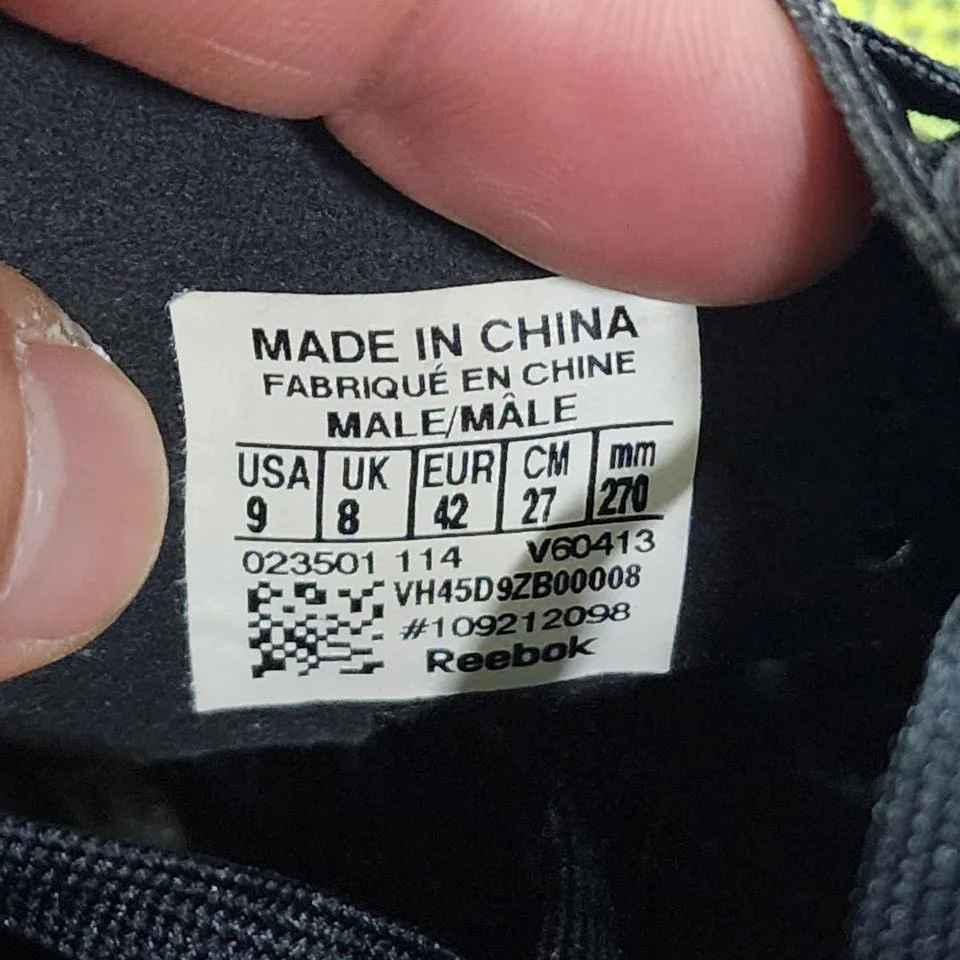 MADE IN CHINA
FABRIQUÉ EN CHINE
MALE/MÂLE
USA UK EUR CM mm
9 8 42 27 270
023501 114 V60413
VH45D9ZB00008
#109212098
Reebok